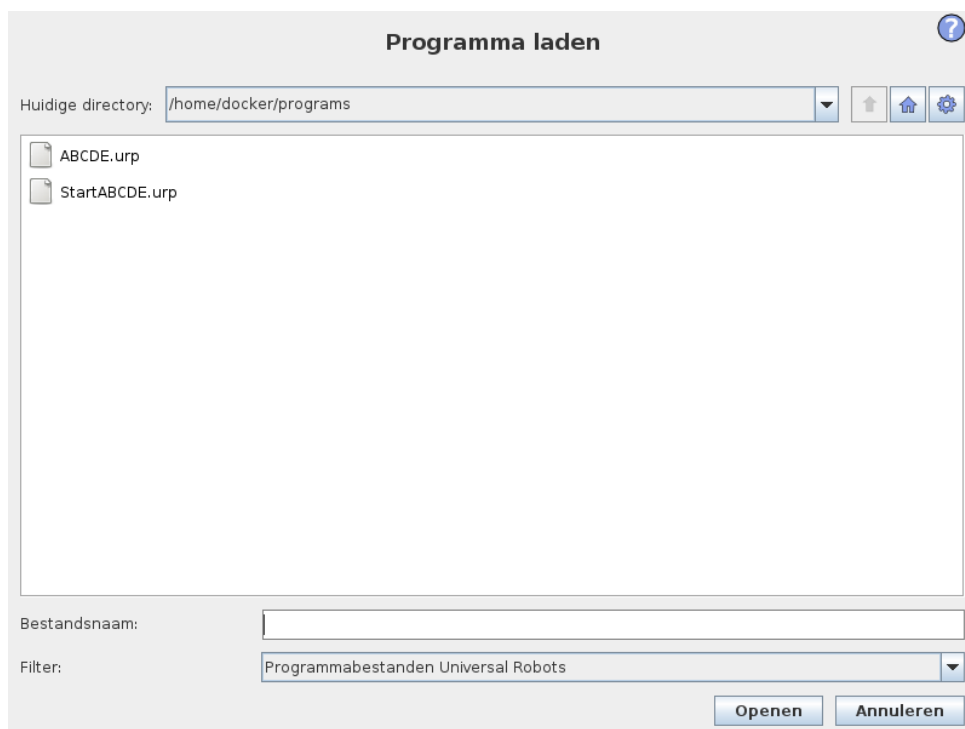 Programma laden
?
Huidige directory: /home/docker/programs
ABCDE.urp
StartABCDE.urp
Bestandsnaam:
Filter: Programmabestanden Universal Robots
Openen Annuleren